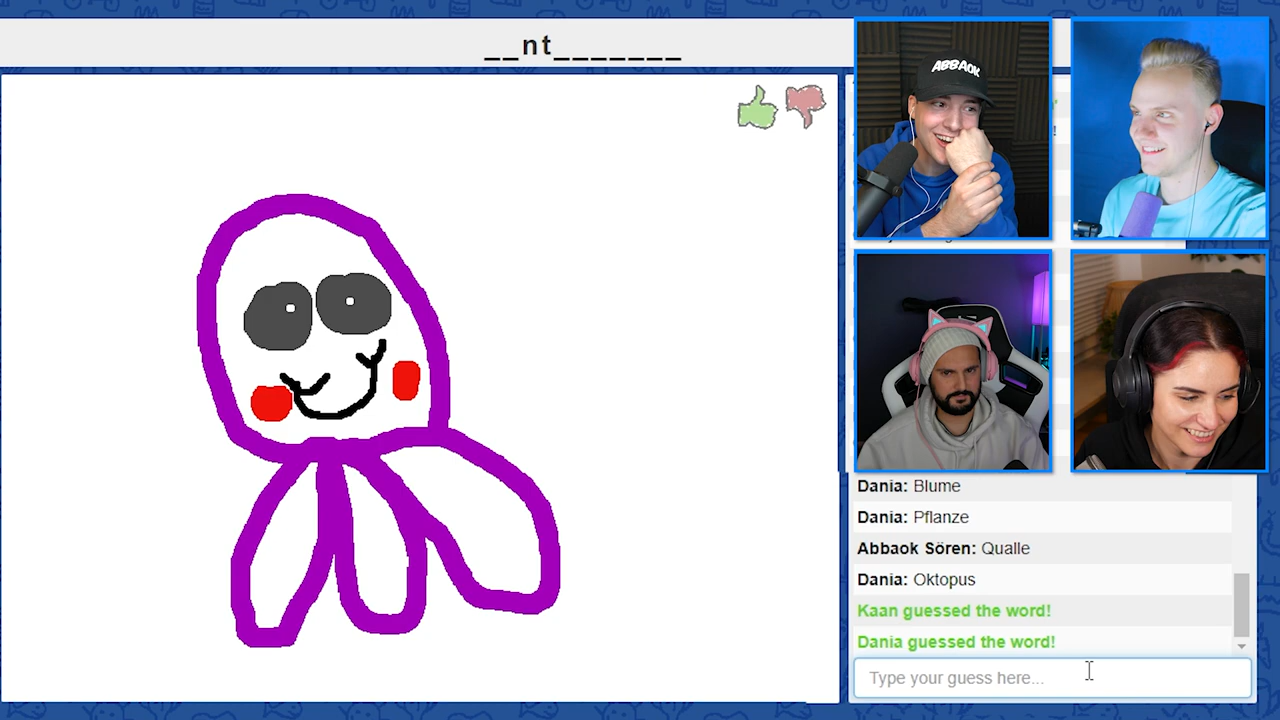 __nt_______
ABBAOK
Dania: Blume
Dania: Pflanze
Abbaok Sören: Qualle
Dania: Oktopus
Kaan guessed the word!
Dania guessed the word!
Type your guess here...